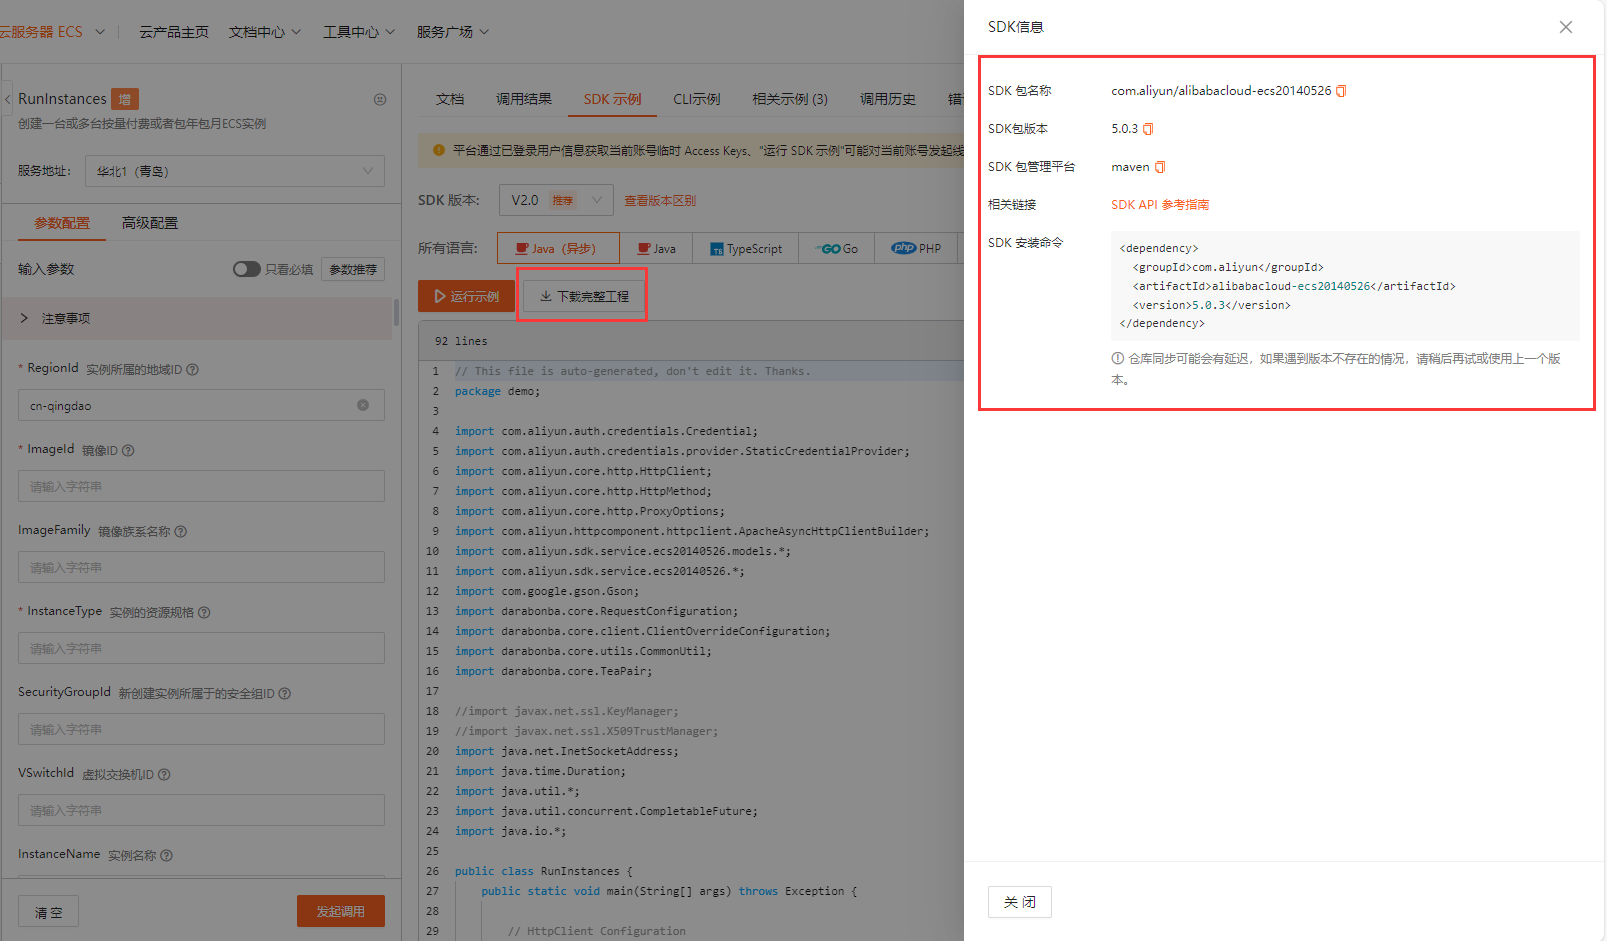 云服务器 ECS
云产品主页
文档中心
工具中心
服务广场
RunInstances 增
创建一台或多台按量付费或者包年包月ECS实例
服务地址：
华北1（青岛）
参数配置
高级配置
输入参数
只看必填
参数推荐
注意事项
* RegionId 实例所属的地域ID
cn-qingdao
* ImageId 镜像ID
请输入字符串
ImageFamily 镜像族系名称
请输入字符串
* InstanceType 实例的资源规格
请输入字符串
SecurityGroupId 新创建实例所属于的安全组ID
请输入字符串
VSwitchId 虚拟交换机ID
请输入字符串
InstanceName 实例名称
清 空
发起调用
文档
调用结果
SDK 示例
CLI示例
相关示例 (3)
调用历史
错
平台通过已登录用户信息获取当前账号临时 Access Keys、“运行 SDK 示例”可能对当前账号发起线
SDK 版本:
V2.0 推荐
查看版本区别
所有语言:
Java（异步）
Java
TypeScript
GO Go
php PHP
运行示例
下载完整工程
92 lines
1 // This file is auto-generated, don't edit it. Thanks.
2 package demo;
3
4 import com.aliyun.auth.credentials.Credential;
5 import com.aliyun.auth.credentials.provider.StaticCredentialProvider;
6 import com.aliyun.core.http.HttpClient;
7 import com.aliyun.core.http.HttpMethod;
8 import com.aliyun.core.http.ProxyOptions;
9 import com.aliyun.httpcomponent.httpclient.ApacheAsyncHttpClientBuilder;
10 import com.aliyun.sdk.service.ecs20140526.models.*;
11 import com.aliyun.sdk.service.ecs20140526.*;
12 import com.google.gson.Gson;
13 import darabonba.core.RequestConfiguration;
14 import darabonba.core.client.ClientOverrideConfiguration;
15 import darabonba.core.utils.CommonUtil;
16 import darabonba.core.TeaPair;
17
18 //import javax.net.ssl.KeyManager;
19 //import javax.net.ssl.X509TrustManager;
20 import java.net.InetSocketAddress;
21 import java.time.Duration;
22 import java.util.*;
23 import java.util.concurrent.CompletableFuture;
24 import java.io.*;
25
26 public class RunInstances {
27 public static void main(String[] args) throws Exception {
28
29 // HttpClient Configuration
SDK信息
SDK 包名称
com.aliyun/alibabacloud-ecs20140526
SDK包版本
5.0.3
SDK 包管理平台
maven
相关链接
SDK API 参考指南
SDK 安装命令
<dependency>
<groupId>com.aliyun</groupId>
<artifactId>alibabacloud-ecs20140526</artifactId>
<version>5.0.3</version>
</dependency>
仓库同步可能会有延迟，如果遇到版本不存在的情况，请稍后再试或使用上一个版
本。
关 闭